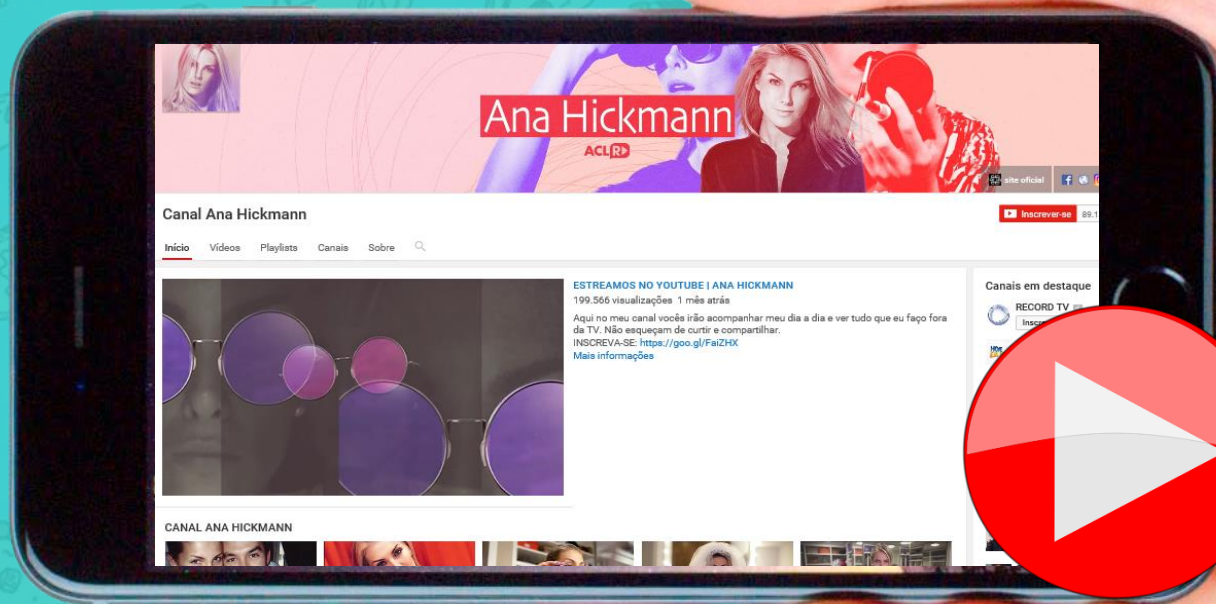 Ana Hickmann
ACLR
site oficial
Canal Ana Hickmann
Inscrever-se
Início Vídeos Playlists Canais Sobre
ESTREAMOS NO YOUTUBE | ANA HICKMANN
199.566 visualizações 1 mês atrás
Aqui no meu canal vocês irão acompanhar meu dia a dia e ver tudo que eu faço fora
da TV. Não esqueçam de curtir e compartilhar.
INSCREVA-SE: https://goo.gl/FaiZHX
Mais informações
Canais em destaque
RECORD TV
CANAL ANA HICKMANN